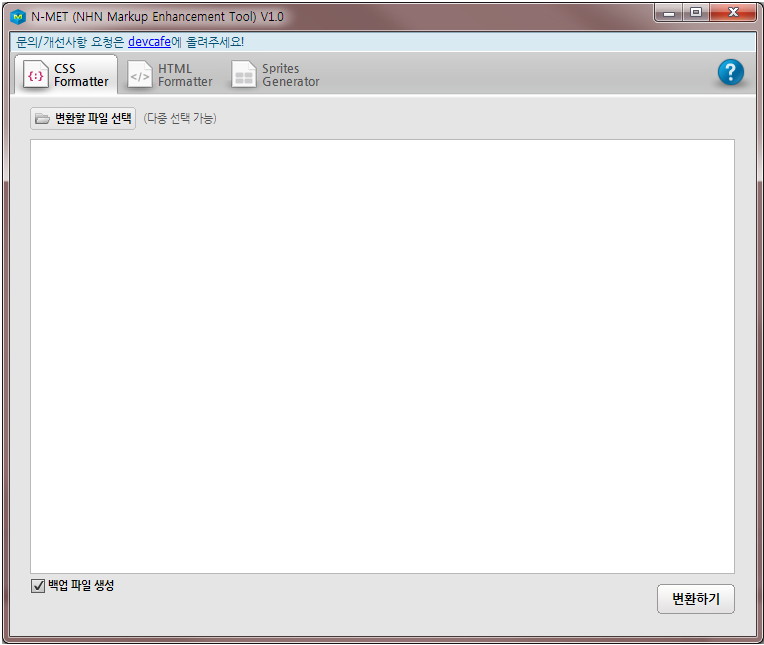 N-MET (NHN Markup Enhancement Tool) V1.0
문의/개선사항 요청은 devcafe에 올려주세요!
CSS
Formatter
HTML
Formatter
Sprites
Generator
?
변환할 파일 선택 (다중 선택 가능)
백업 파일 생성
변환하기